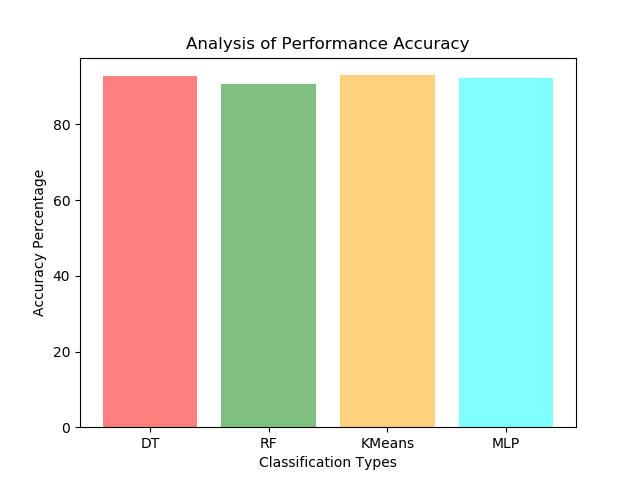 Analysis of Performance Accuracy
Accuracy Percentage
80
60
40
20
0
DT RF KMeans MLP
Classification Types